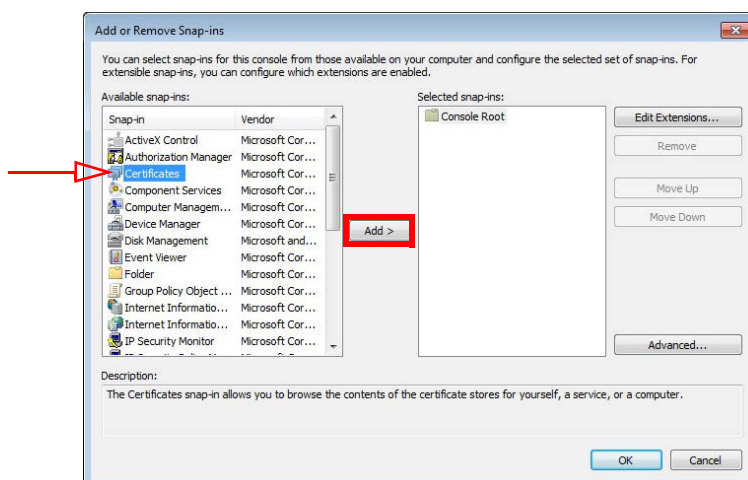 Add or Remove Snap-ins
You can select snap-ins for this console from those available on your computer and configure the selected set of snap-ins. For
extensible snap-ins, you can configure which extensions are enabled.
Available snap-ins:
Selected snap-ins:
Snap-in Vendor
ActiveX Control Microsoft Cor...
Authorization Manager Microsoft Cor...
Certificates Microsoft Cor...
Component Services Microsoft Cor...
Computer Managem... Microsoft Cor...
Device Manager Microsoft Cor...
Disk Management Microsoft and...
Event Viewer Microsoft Cor...
Folder Microsoft Cor...
Group Policy Object ... Microsoft Cor...
Internet Informatio... Microsoft Cor...
Internet Informatio... Microsoft Cor...
IP Security Monitor Microsoft Cor...
Add >
Console Root
Edit Extensions...
Remove
Move Up
Move Down
Advanced...
Description:
The Certificates snap-in allows you to browse the contents of the certificate stores for yourself, a service, or a computer.
OK
Cancel